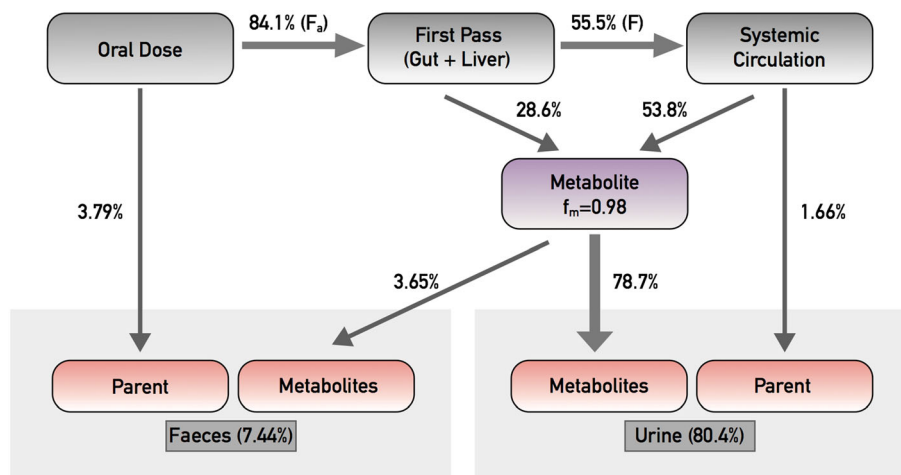 84.1% (Fa)
55.5% (F)
Oral Dose
First Pass
(Gut + Liver)
Systemic
Circulation
28.6%
53.8%
Metabolite
fm=0.98
3.79%
1.66%
3.65%
78.7%
Parent
Metabolites
Metabolites
Parent
Faeces (7.44%)
Urine (80.4%)